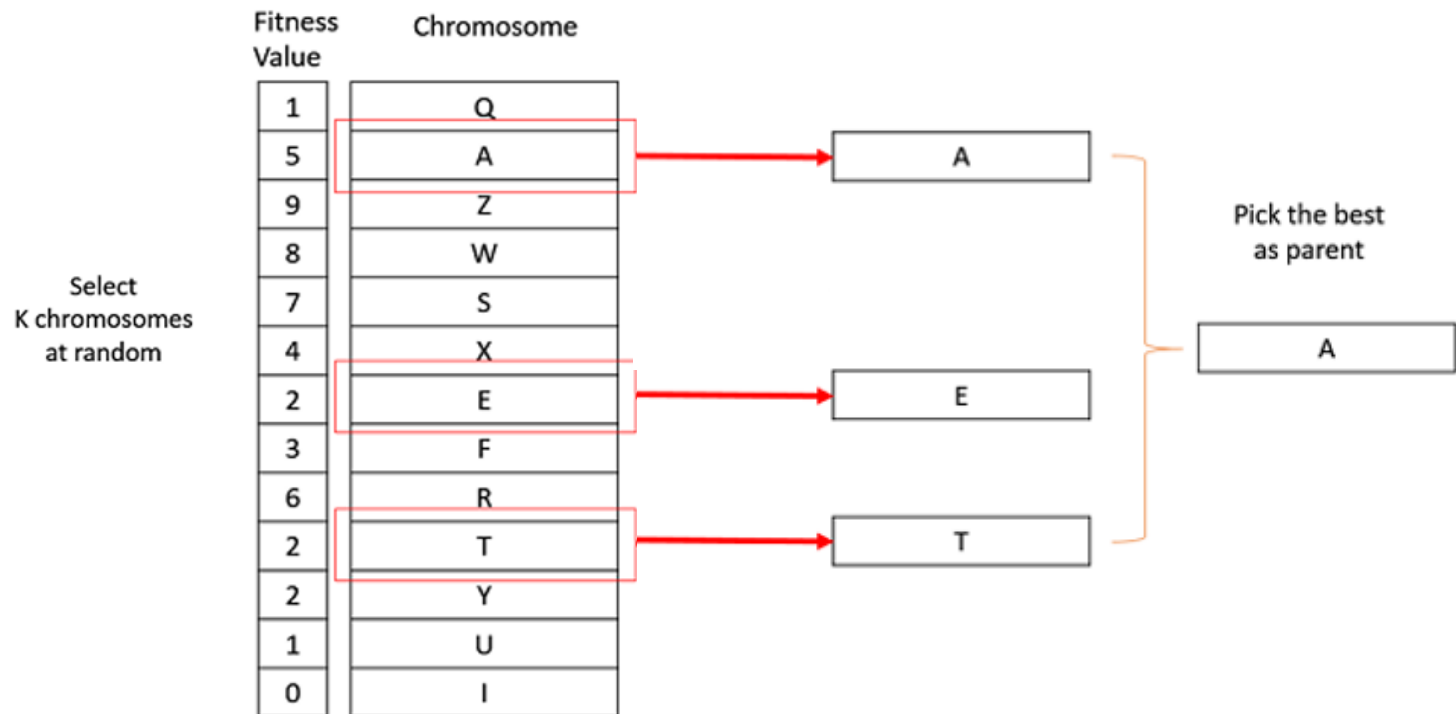 Fitness
Value
Chromosome
1 Q
5 A
A
9 Z
8 W
7 S
4 X
2 E
E
3 F
6 R
2 T
T
2 Y
1 U
0 I
Select
K chromosomes
at random
Pick the best
as parent
A